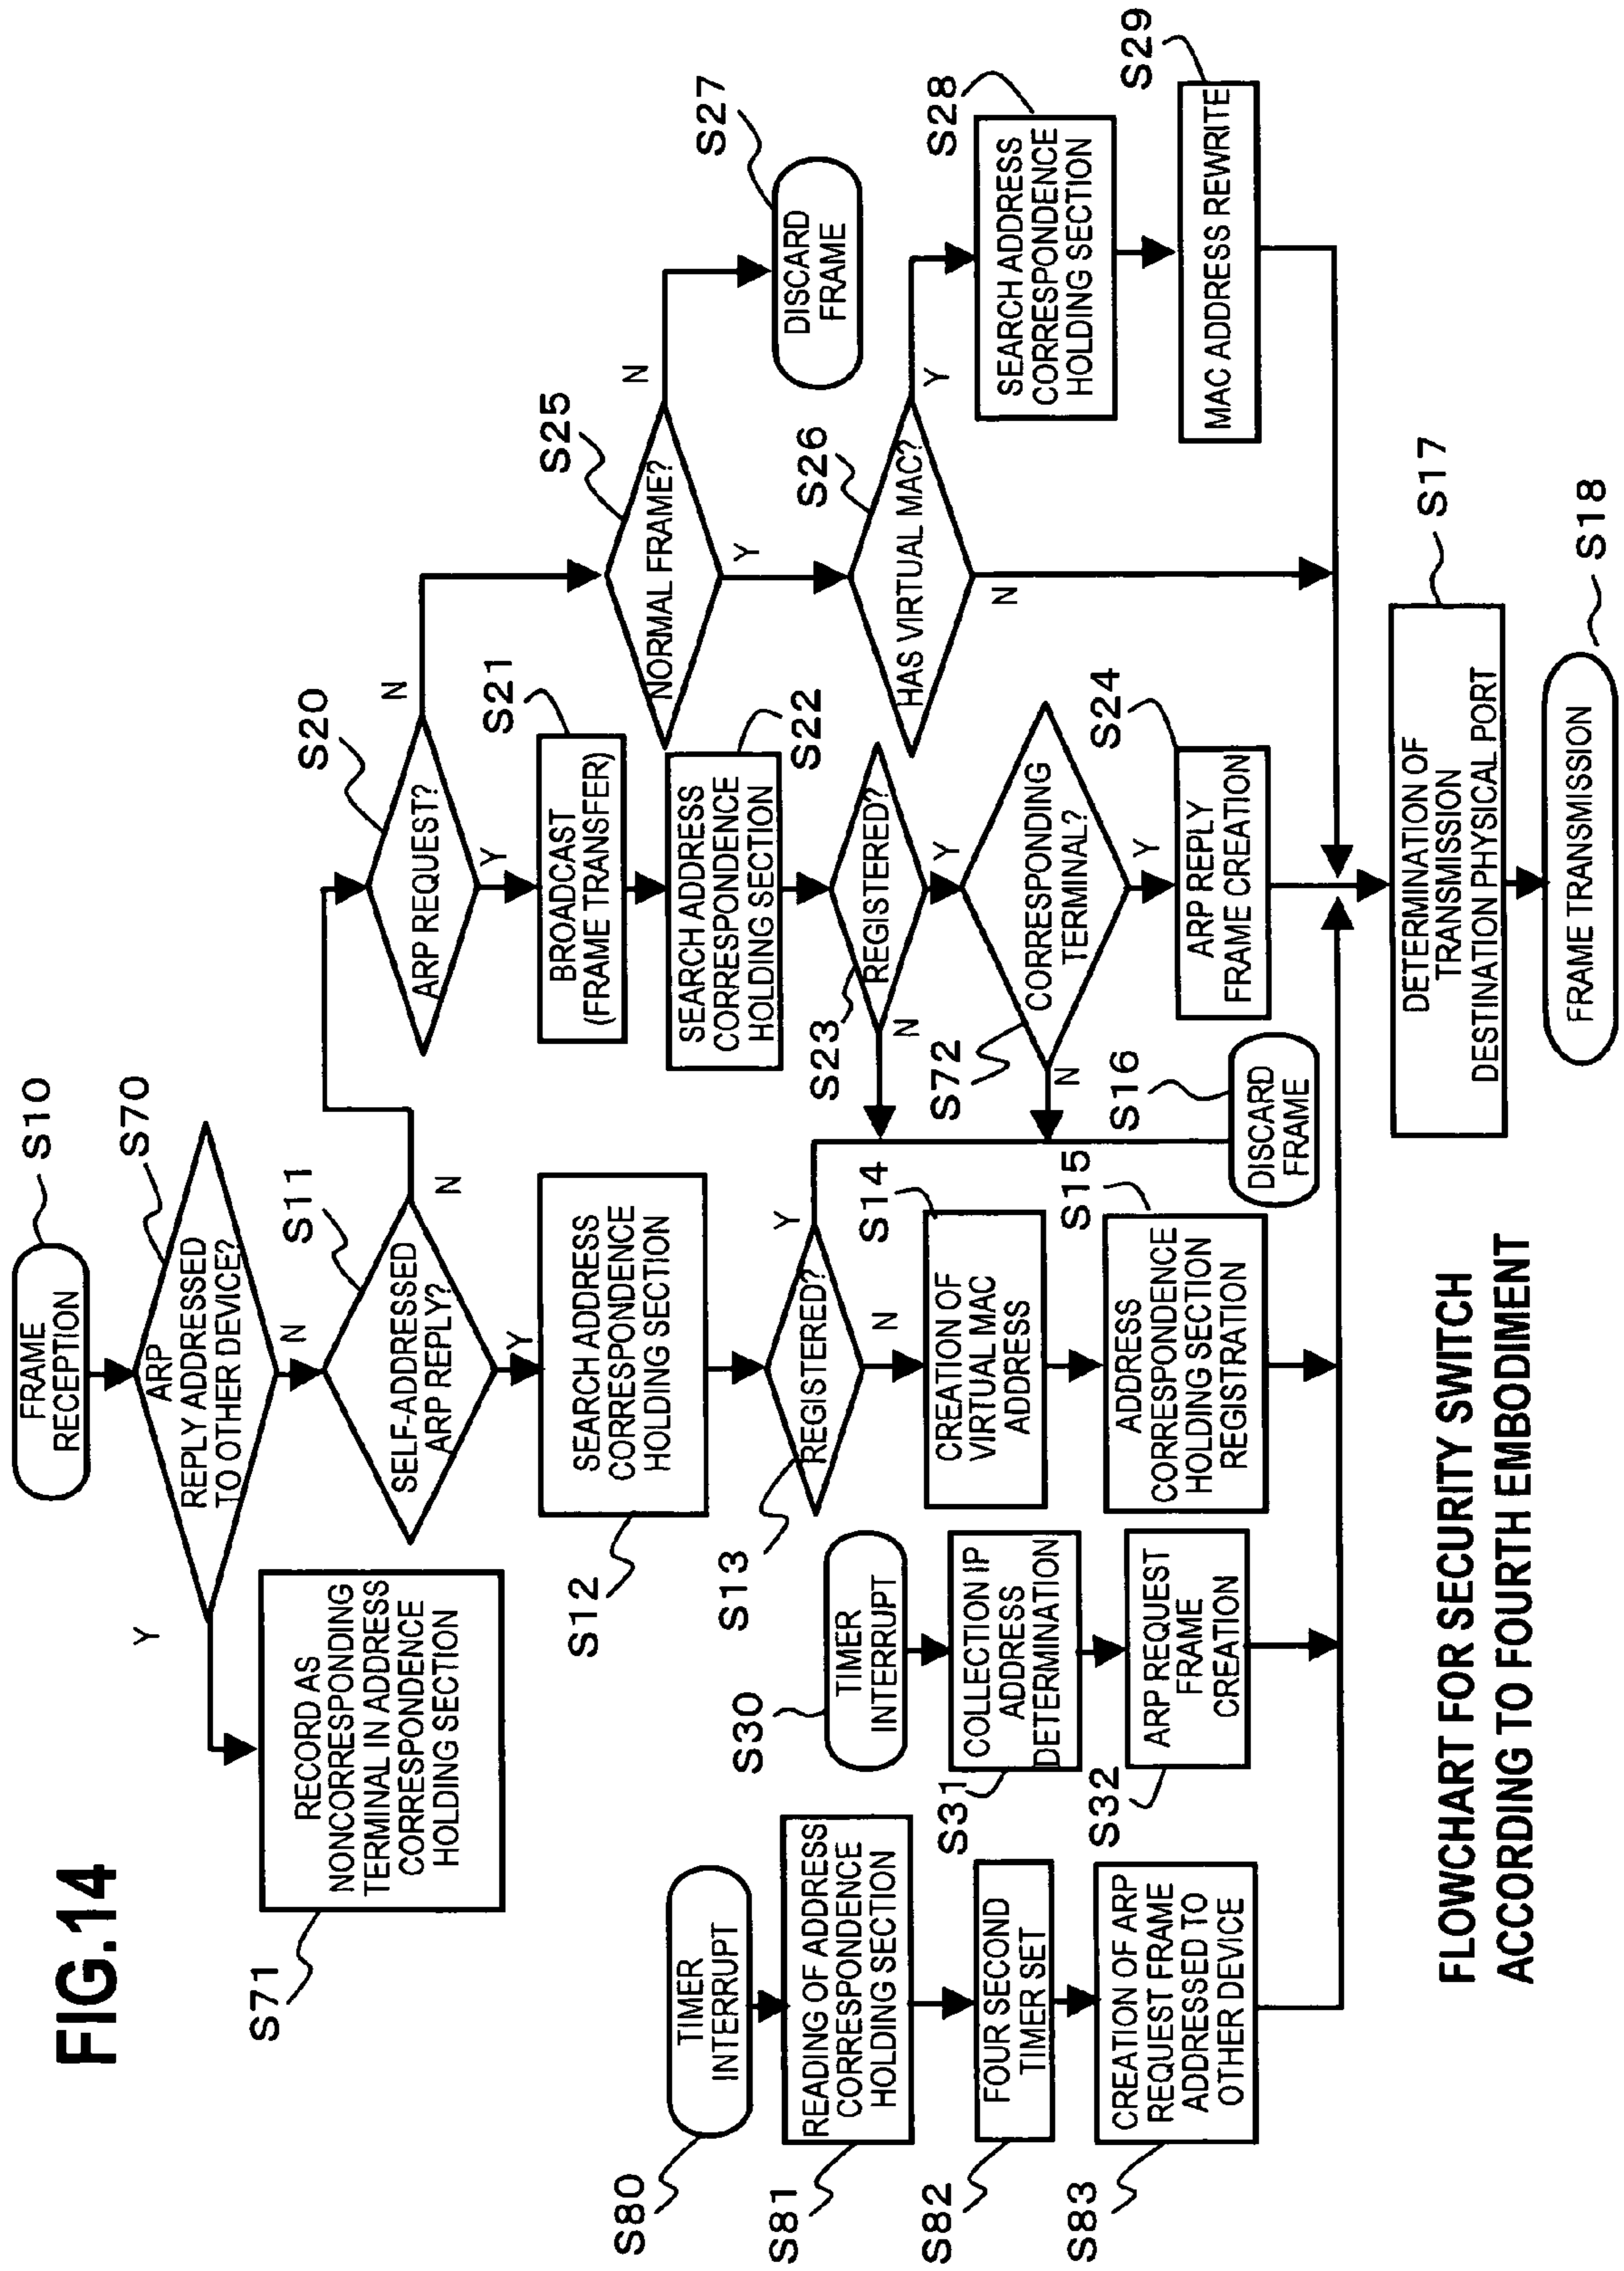 FIG.14
FRAME
RECEPTION
S10
ARP
REPLY ADDRESSED
TO OTHER DEVICE?
S70
Y
N
RECORD AS
NONCORRESPONDING
TERMINAL IN ADDRESS
CORRESPONDENCE
HOLDING SECTION
S71
SELF-ADDRESSED
ARP REPLY?
S11
N
Y
SEARCH ADDRESS
CORRESPONDENCE
HOLDING SECTION
S12
REGISTERED?
S13
Y
N
CREATION OF
VIRTUAL MAC
ADDRESS
S14
ADDRESS
CORRESPONDENCE
HOLDING SECTION
REGISTRATION
S15
DISCARD
FRAME
S16
ARP REQUEST?
S20
N
Y
BROADCAST
(FRAME TRANSFER)
S21
SEARCH ADDRESS
CORRESPONDENCE
HOLDING SECTION
S22
REGISTERED?
S23
N
Y
CORRESPONDING
TERMINAL?
S72
N
Y
ARP REPLY
FRAME CREATION
S24
NORMAL FRAME?
S25
N
Y
DISCARD
FRAME
S27
HAS VIRTUAL MAC?
S26
Y
N
SEARCH ADDRESS
CORRESPONDENCE
HOLDING SECTION
S28
MAC ADDRESS REWRITE
S29
TIMER
INTERRUPT
S80
READING OF ADDRESS
CORRESPONDENCE
HOLDING SECTION
S81
FOUR SECOND
TIMER SET
S82
CREATION OF ARP
REQUEST FRAME
ADDRESSED TO
OTHER DEVICE
S83
TIMER
INTERRUPT
S30
COLLECTION IP
ADDRESS
DETERMINATION
S31
ARP REQUEST
FRAME
CREATION
S32
DETERMINATION OF
TRANSMISSION
DESTINATION PHYSICAL PORT
S17
FRAME TRANSMISSION
S18
FLOWCHART FOR SECURITY SWITCH
ACCORDING TO FOURTH EMBODIMENT